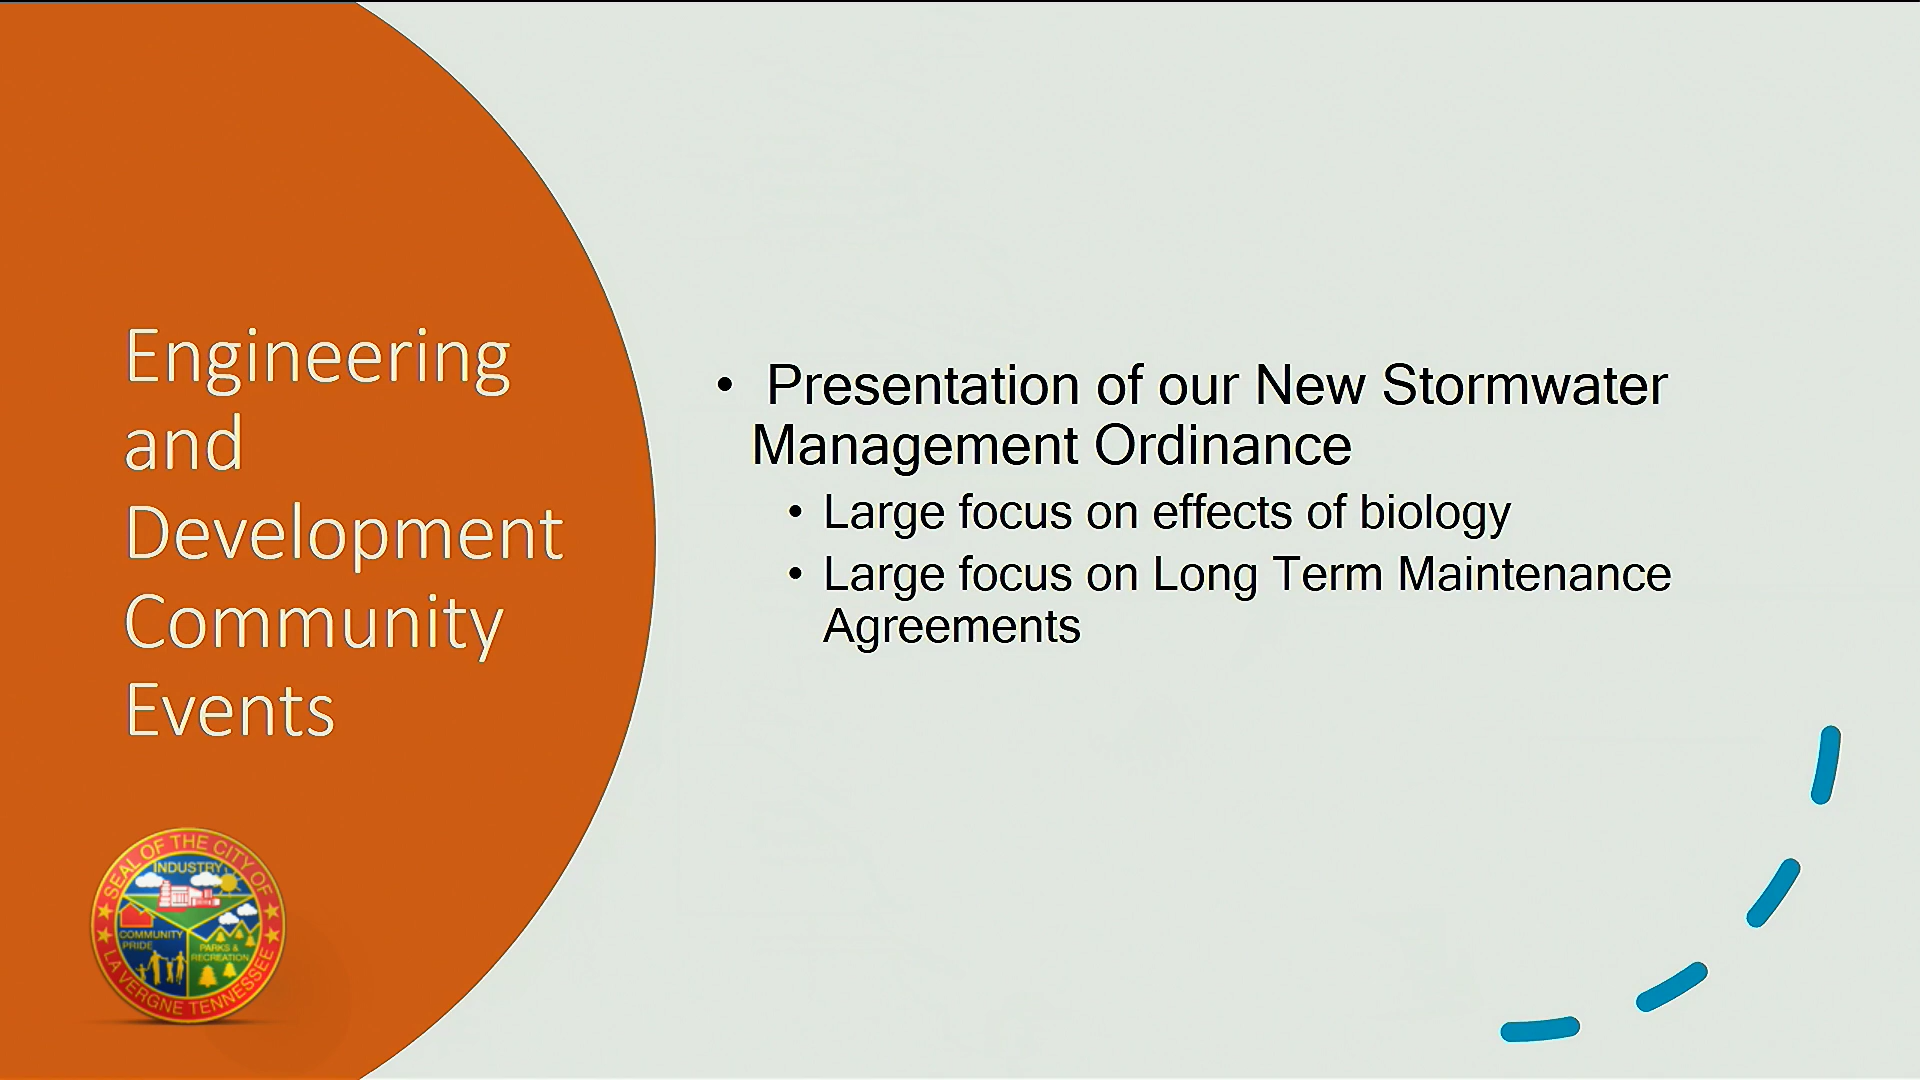 Engineering
and
Development
Community
Events
• Presentation of our New Stormwater
Management Ordinance
• Large focus on effects of biology
• Large focus on Long Term Maintenance
Agreements
SEAL OF THE CITY OF
LA VERGNE TENNESSEE
INDUSTRY
COMMUNITY
PRIDE
PARKS &
RECREATION